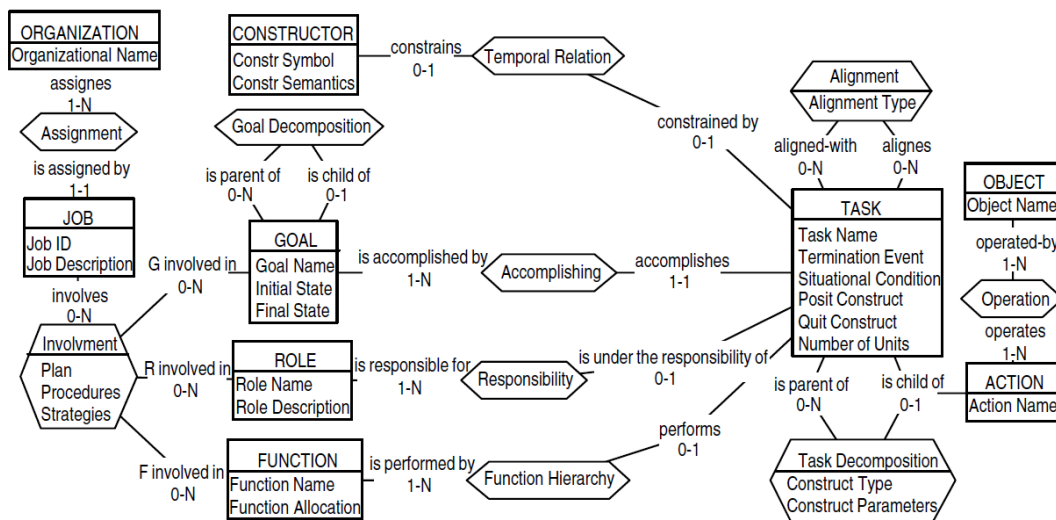 ORGANIZATION
Organizational Name
assignes
1-N
Assignment
is assigned by
1-1
JOB
Job ID
Job Description
involves
0-N
Involvment
Plan
Procedures
Strategies
CONSTRUCTOR
Constr Symbol
Constr Semantics
constrains
0-1
Temporal Relation
constrained by
0-1
Goal Decomposition
is parent of
0-N
is child of
0-1
G involved in
0-N
GOAL
Goal Name
Initial State
Final State
is accomplished by
1-N
Accomplishing
accomplishes
1-1
R involved in
0-N
ROLE
Role Name
Role Description
is responsible for
1-N
Responsibility
is under the responsibility of
0-1
F involved in
0-N
FUNCTION
Function Name
Function Allocation
is performed by
1-N
Function Hierarchy
performs
0-1
Alignment
Alignment Type
aligned-with
0-N
alignes
0-N
TASK
Task Name
Termination Event
Situational Condition
Posit Construct
Quit Construct
Number of Units
is parent of
0-N
is child of
0-1
Task Decomposition
Construct Type
Construct Parameters
OBJECT
Object Name
operated-by
1-N
Operation
operates
1-N
ACTION
Action Name